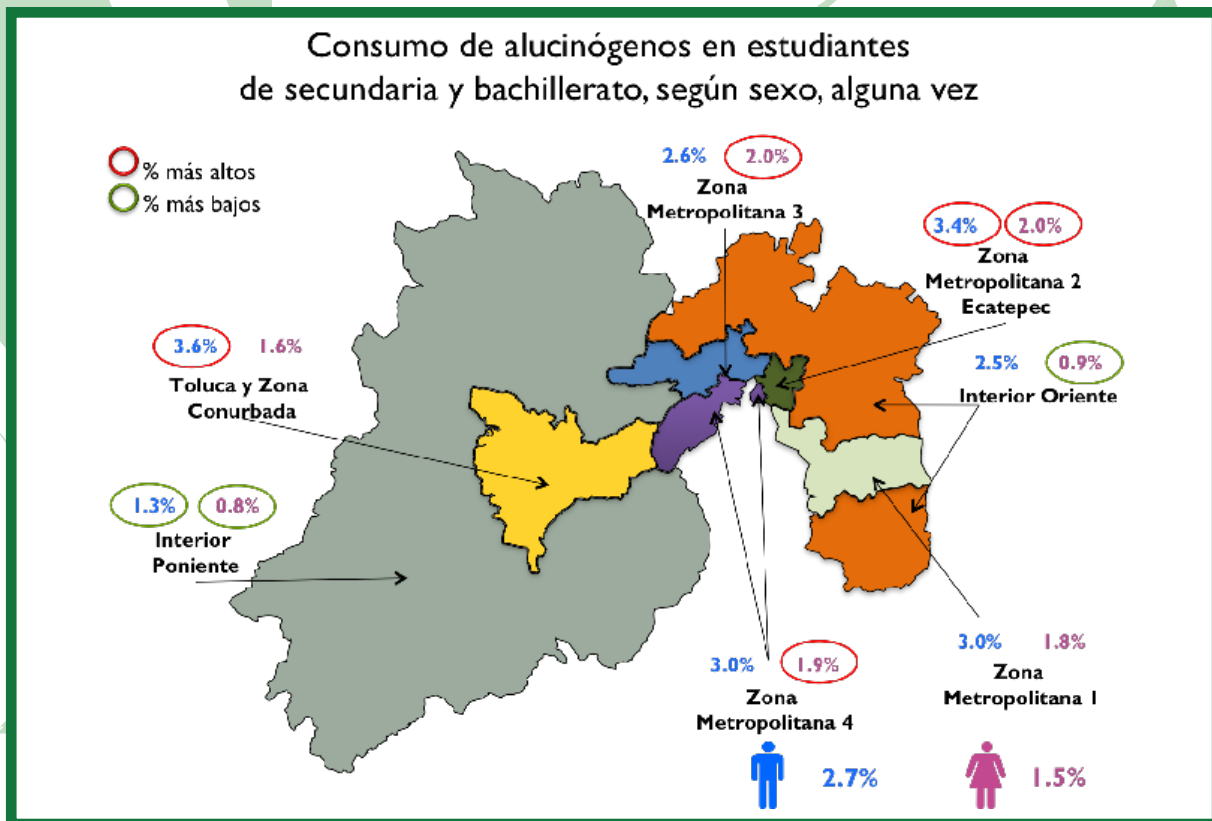 Consumo de alucinógenos en estudiantes
de secundaria y bachillerato, según sexo, alguna vez
% más altos
% más bajos
2.6% 2.0%
Zona
Metropolitana 3
3.4% 2.0%
Zona
Metropolitana 2
Ecatepec
3.6% 1.6%
Toluca y Zona
Conurbada
2.5% 0.9%
Interior Oriente
1.3% 0.8%
Interior
Poniente
3.0% 1.9%
Zona
Metropolitana 4
3.0% 1.8%
Zona
Metropolitana 1
2.7% 1.5%